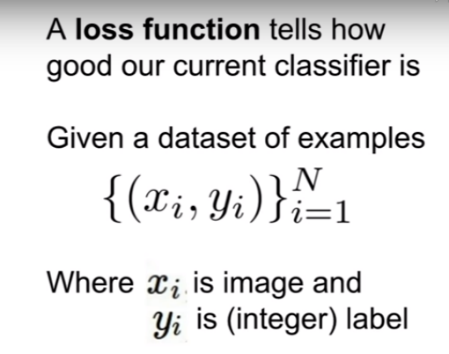 A loss function tells how
good our current classifier is
Given a dataset of examples
{(xᵢ, yᵢ)}ᵢ₌₁ᴺ
Where xᵢ is image and
yᵢ is (integer) label